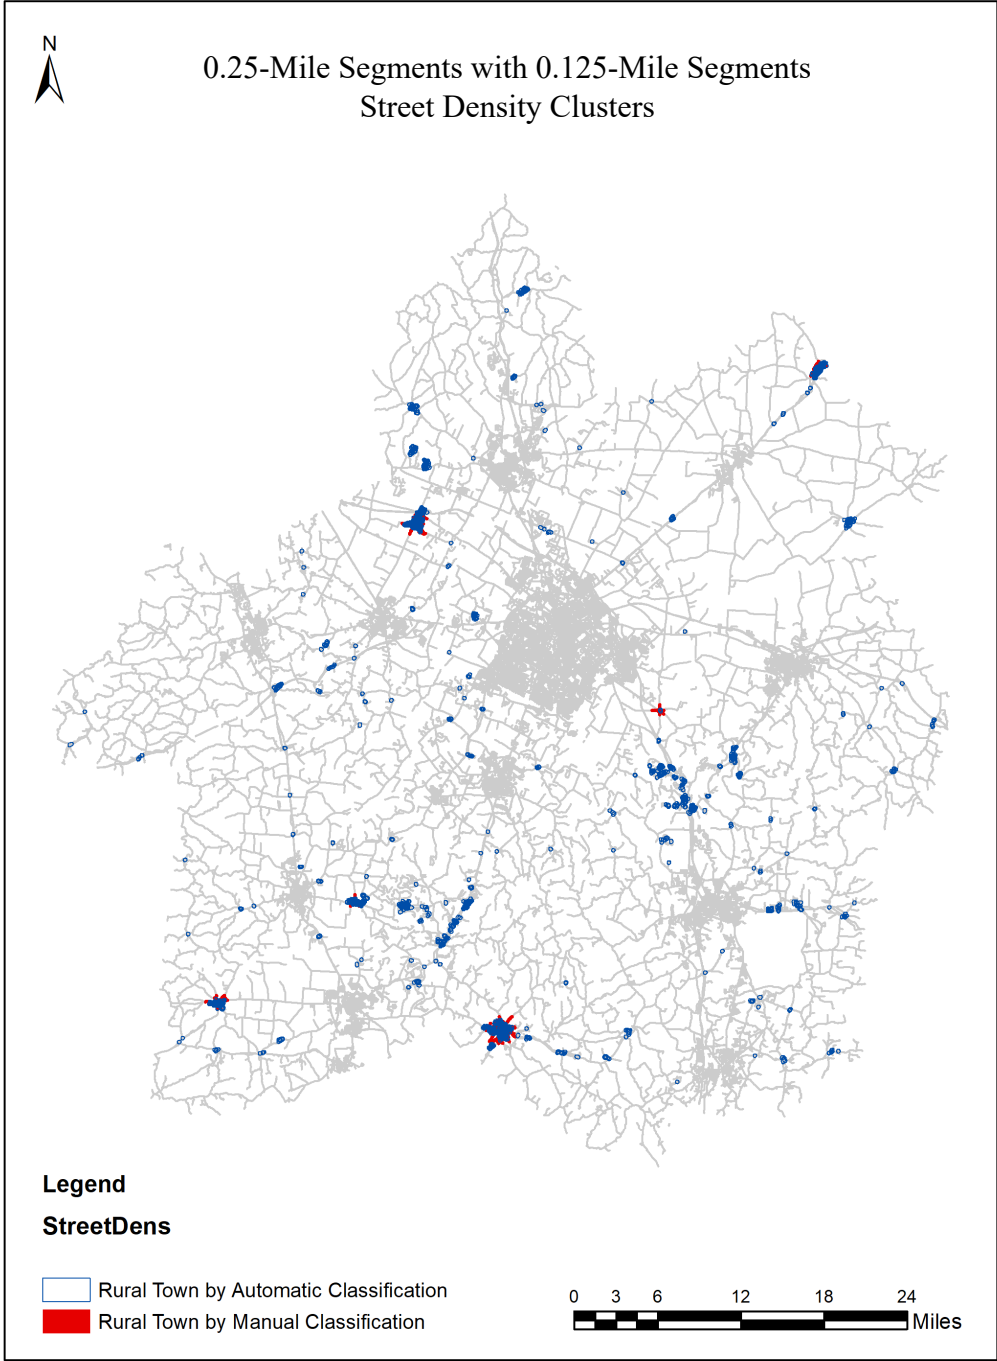 N
0.25-Mile Segments with 0.125-Mile Segments
Street Density Clusters
Legend
StreetDens
Rural Town by Automatic Classification
Rural Town by Manual Classification
0 3 6 12 18 24
Miles